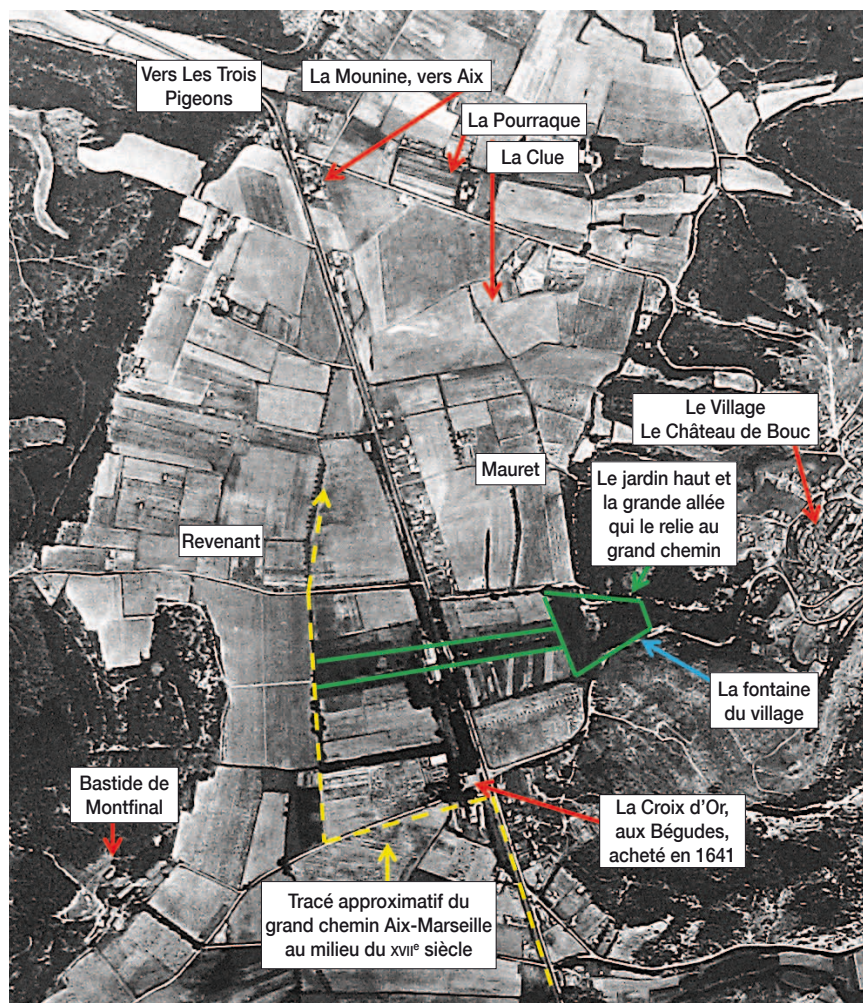 Vers Les Trois
Pigeons
La Mounine, vers Aix
La Pourraque
La Clue
Le Village
Le Château de Bouc
Mauret
Le jardin haut et
la grande allée
qui le relie au
grand chemin
Revenant
La fontaine
du village
Bastide de
Montfinal
La Croix d’Or,
aux Bégudes,
acheté en 1641
Tracé approximatif du
grand chemin Aix-Marseille
au milieu du XVIIe siècle